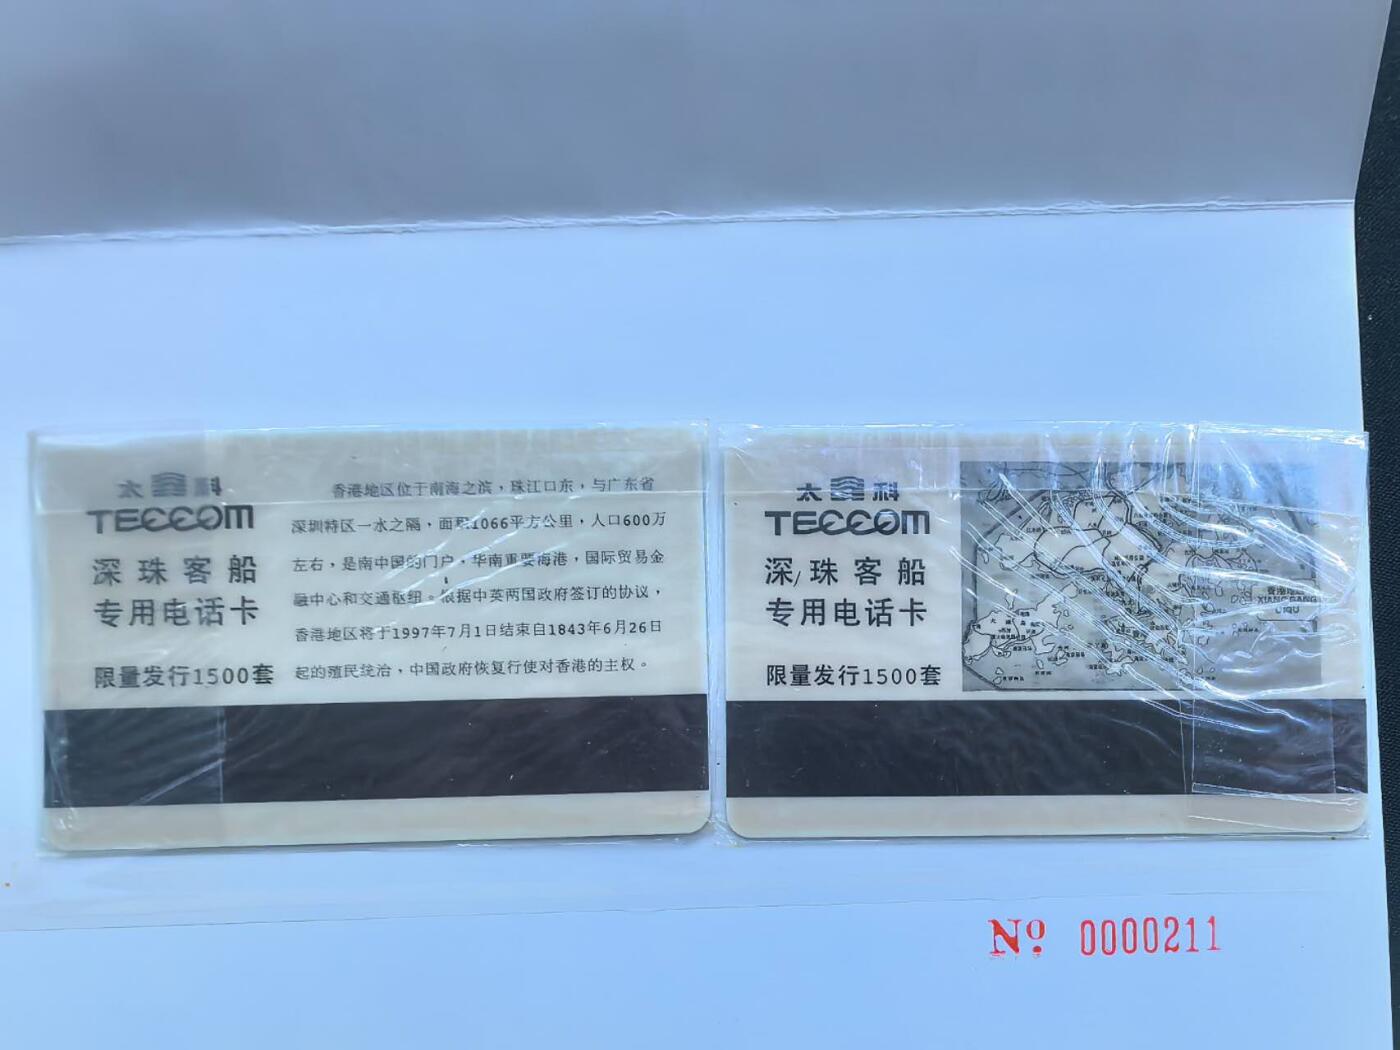 太 科
TECCOM
深珠客船
专用电话卡
限量发行1500套
香港地区位于南海之滨，珠江口东，与广东省
深圳特区一水之隔，面积1066平方公里，人口600万
左右，是南中国的门户，华南重要海港，国际贸易金
融中心和交通枢纽。根据中英两国政府签订的协议，
香港地区将于1997年7月1日结束自1843年6月26日
起的殖民统治，中国政府恢复行使对香港的主权。
太 科
TECCOM
深珠客船
专用电话卡
限量发行1500套
XIANG GANG
DIQU
Nº 0000211